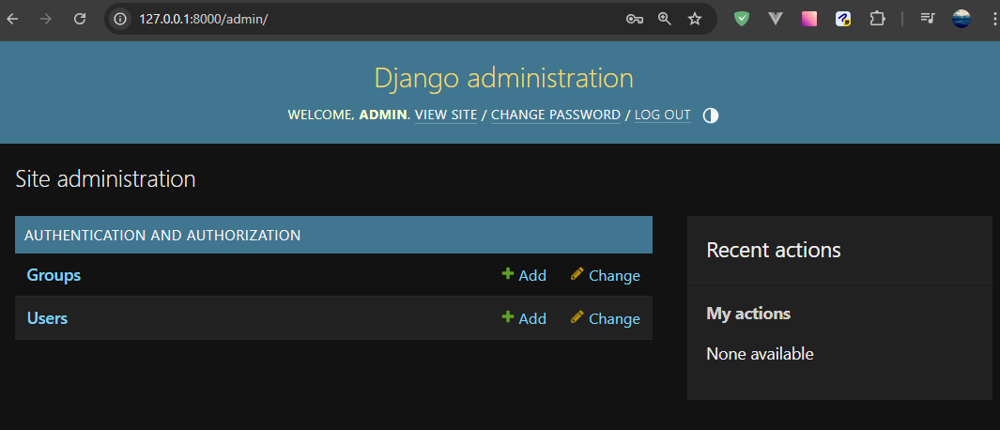 127.0.0.1:8000/admin/
Django administration
WELCOME, ADMIN. VIEW SITE / CHANGE PASSWORD / LOG OUT
Site administration
AUTHENTICATION AND AUTHORIZATION
Groups Add Change
Users Add Change
Recent actions
My actions
None available